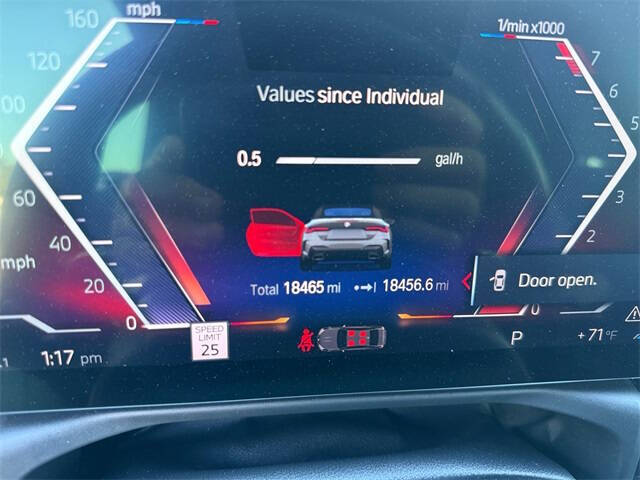 160 mph 1/min x1000
120 7
100 Values since Individual 6
5
0.5 gal/h
60 3
40 2
mph Door open.
20 Total 18465 mi 18456.6 mi
0 0
SPEED
LIMIT
25
1:17 pm P +71°F